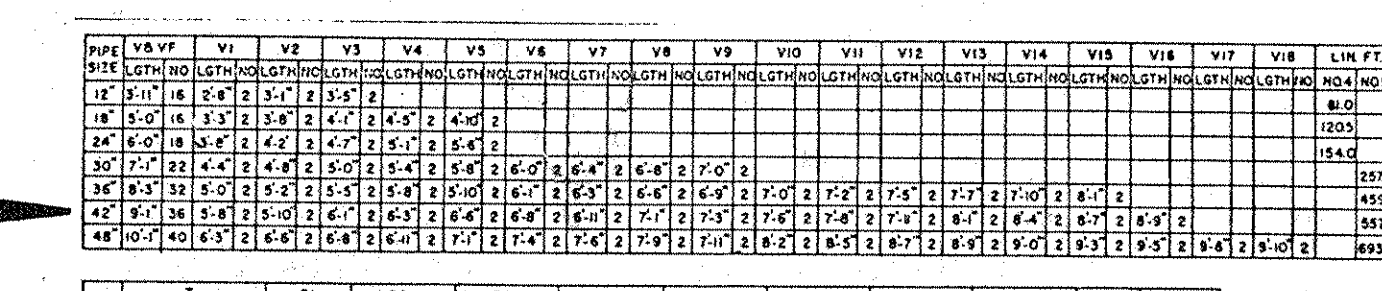 PIPE SIZE V&VF V1 V2 V3 V4 V5 V6 V7 V8 V9 V10 V11 V12 V13 V14 V15 V16 V17 V18 LIN. FT.
LGTH NO LGTH NO LGTH NO LGTH NO LGTH NO LGTH NO LGTH NO LGTH NO LGTH NO LGTH NO LGTH NO LGTH NO LGTH NO LGTH NO LGTH NO LGTH NO LGTH NO LGTH NO LGTH NO NO.4 NO
12" 3'-11" 16 2'-8" 2 3'-1" 2 3'-5" 2 81.0
18" 5'-0" 16 3'-3" 2 3'-8" 2 4'-1" 2 4'-5" 2 4'-10" 2 120.5
24" 6'-0" 18 3'-8" 2 4'-2" 2 4'-7" 2 5'-1" 2 5'-6" 2 154.0
30" 7'-1" 22 4'-4" 2 4'-8" 2 5'-0" 2 5'-4" 2 5'-8" 2 6'-0" 2 6'-4" 2 6'-8" 2 7'-0" 2 257
36" 8'-3" 32 5'-0" 2 5'-2" 2 5'-5" 2 5'-8" 2 5'-10" 2 6'-1" 2 6'-3" 2 6'-6" 2 6'-9" 2 7'-0" 2 7'-2" 2 7'-5" 2 7'-7" 2 7'-10" 2 8'-1" 2 459
42" 9'-1" 36 5'-8" 2 5'-10" 2 6'-1" 2 6'-3" 2 6'-6" 2 6'-8" 2 6'-11" 2 7'-1" 2 7'-3" 2 7'-6" 2 7'-8" 2 7'-11" 2 8'-1" 2 8'-4" 2 8'-7" 2 8'-9" 2 557
48" 10'-1" 40 6'-3" 2 6'-6" 2 6'-8" 2 6'-11" 2 7'-1" 2 7'-4" 2 7'-6" 2 7'-9" 2 7'-11" 2 8'-2" 2 8'-5" 2 8'-7" 2 8'-9" 2 9'-0" 2 9'-3" 2 9'-5" 2 9'-8" 2 9'-10" 2 693